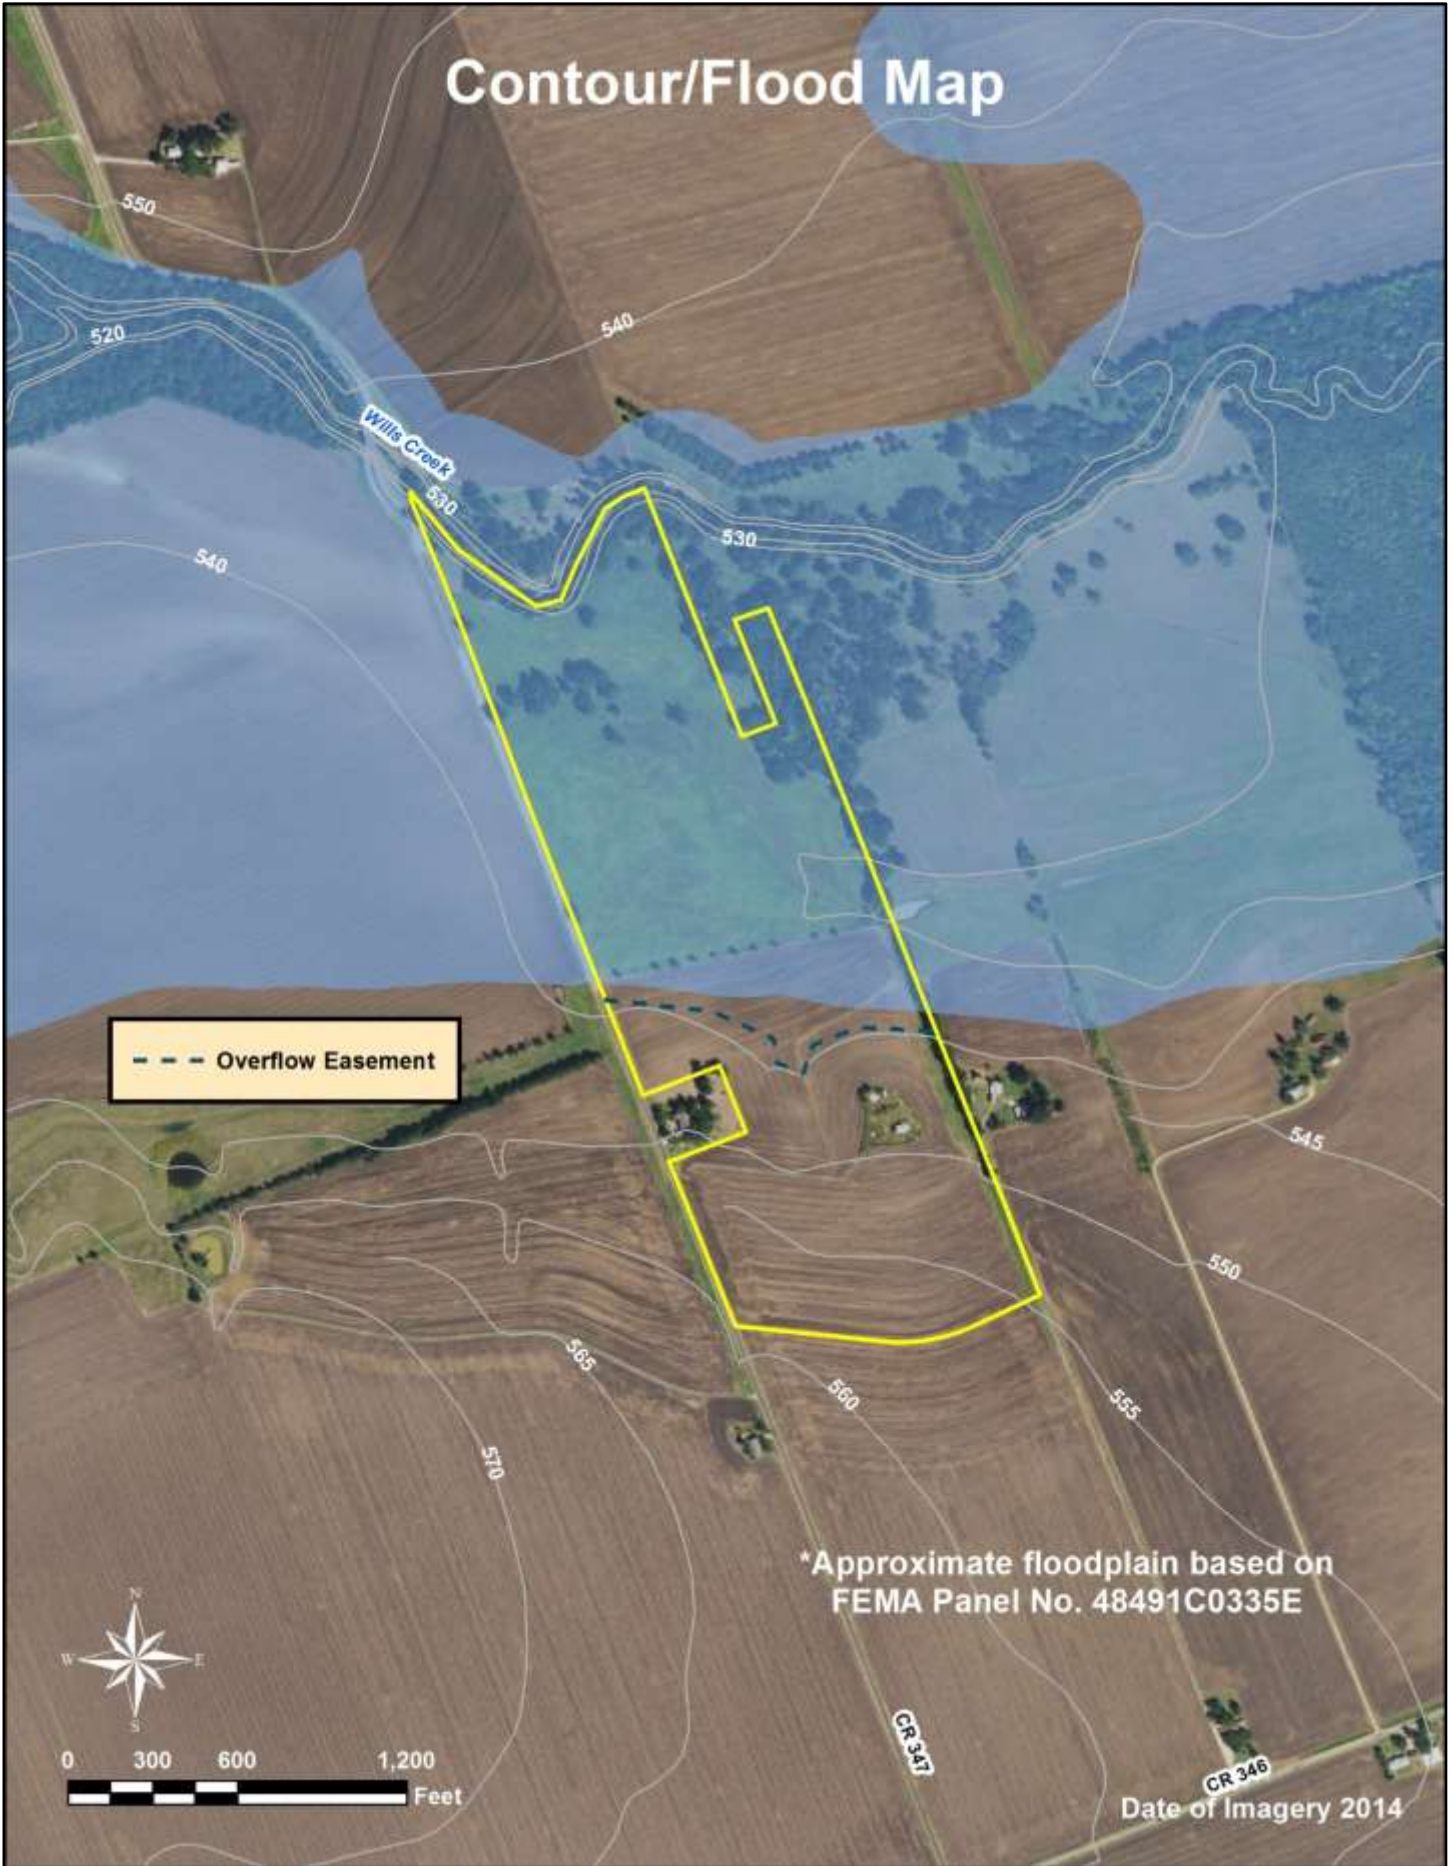 Contour/Flood Map
550
540
520
Wills Creek
530
530
540
Overflow Easement
545
550
565
560
555
570
*Approximate floodplain based on
FEMA Panel No. 48491C0335E
N
W E
S
0 300 600 1,200
Feet
CR 347
CR 346
Date of Imagery 2014